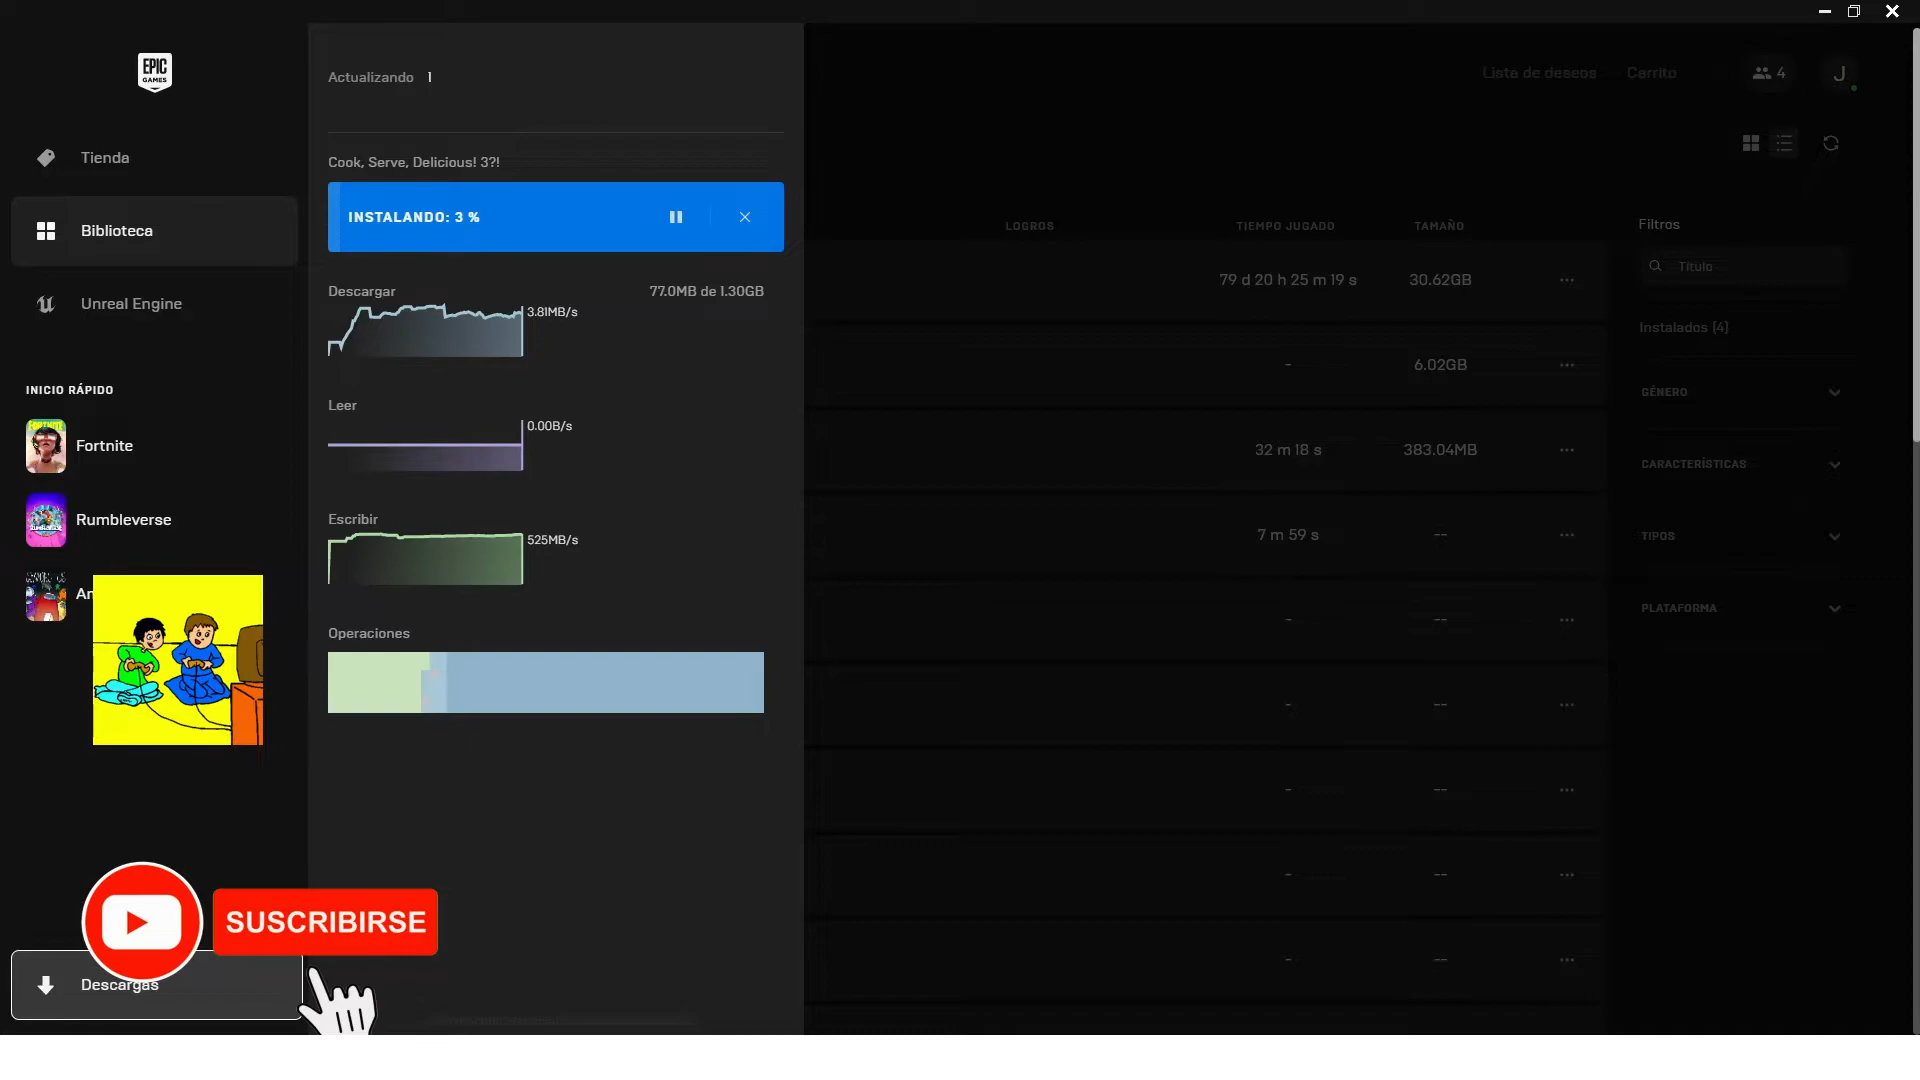 EPIC
GAMES
Tienda
Biblioteca
Unreal Engine
INICIO RÁPIDO
Fortnite
Rumbleverse
SUSCRIBIRSE
Descargas
Actualizando 1
Cook, Serve, Delicious! 3?!
INSTALANDO: 3 %
Descargar 77.0MB de 1.30GB
3.81MB/s
Leer
0.00B/s
Escribir
525MB/s
Operaciones
Lista de deseos Carrito 4 J
LOGROS TIEMPO JUGADO TAMAÑO
79 d 20 h 25 m 19 s 30.62GB
- 6.02GB
32 m 18 s 383.04MB
7 m 59 s --
- --
- --
- --
- --
- --
Filtros
Título
Instalados (4)
GÉNERO
CARACTERÍSTICAS
TIPOS
PLATAFORMA